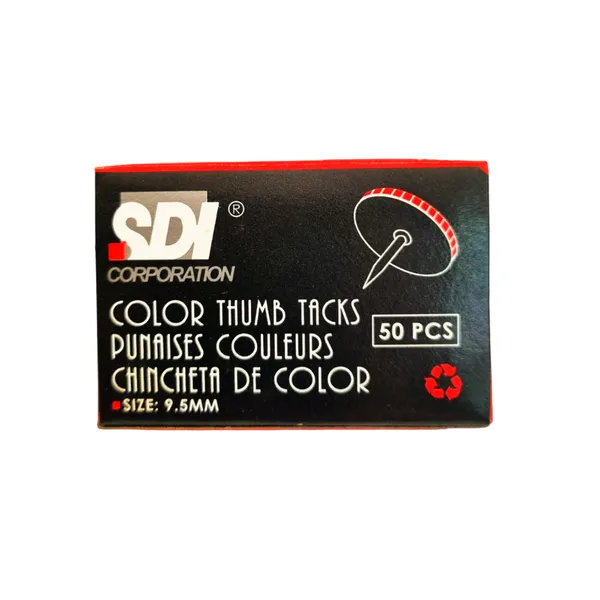 SDI ®
CORPORATION
COLOR THUMB TACKS
PUNAISES COULEURS
CHINCHETA DE COLOR
50 PCS
SIZE: 9.5MM